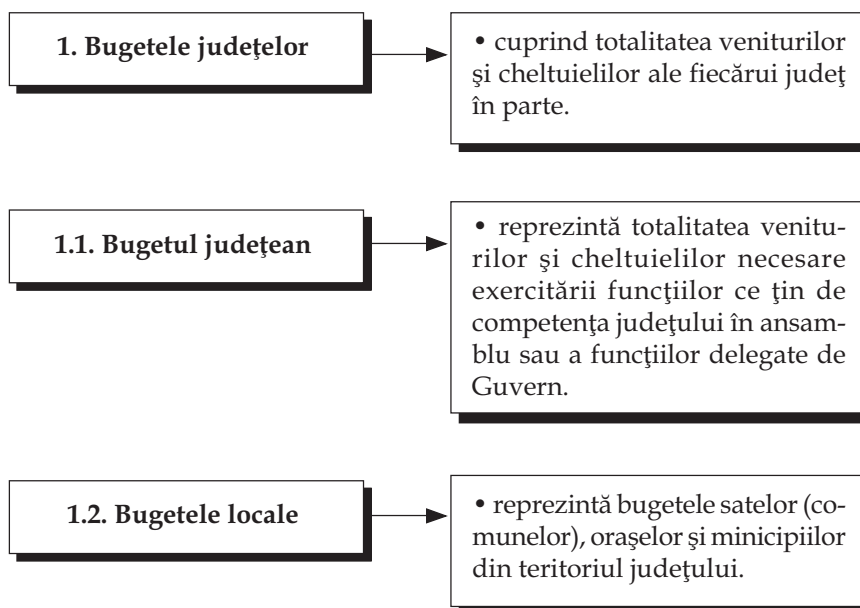 1. Bugetele judeţelor
• cuprind totalitatea veniturilor
şi cheltuielilor ale fiecărui judeţ
în parte.
1.1. Bugetul judeţean
• reprezintă totalitatea venitu-
rilor şi cheltuielilor necesare
exercitării funcţiilor ce ţin de
competenţa judeţului în ansam-
blu sau a funcţiilor delegate de
Guvern.
1.2. Bugetele locale
• reprezintă bugetele satelor (co-
munelor), oraşelor şi minicipiilor
din teritoriul judeţului.